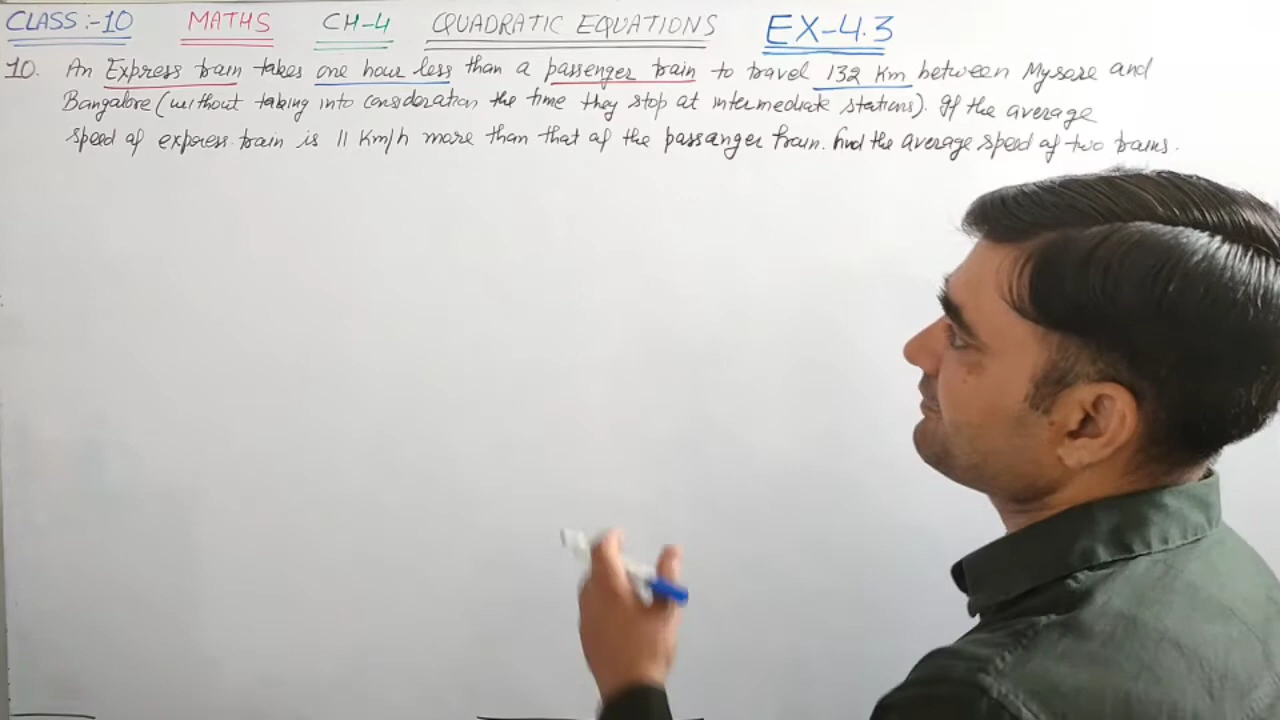 CLASS:-10 MATHS CH-4 QUADRATIC EQUATIONS EX-4.3
10. An Express train takes one hour less than a passenger train to travel 132 Km between Mysore and
Bangalore (without taking into consideration the time they stop at intermediate stations). If the average
speed of express train is 11 Km/h more than that of the passanger train. find the average speed of two trains.